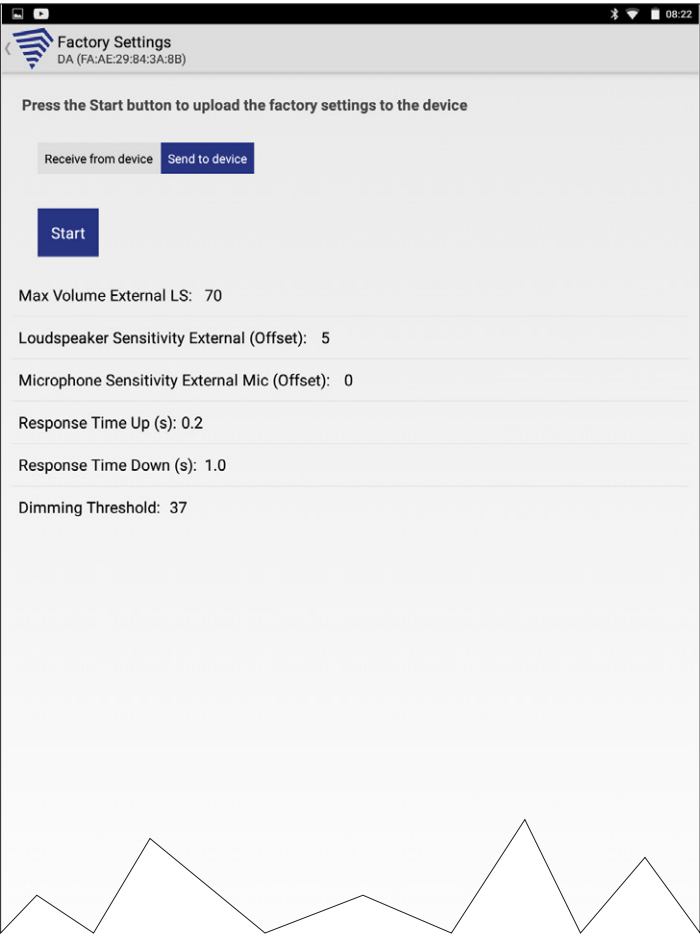 08:22
Factory Settings
DA (FA:AE:29:84:3A:8B)
Press the Start button to upload the factory settings to the device
Receive from device Send to device
Start
Max Volume External LS: 70
Loudspeaker Sensitivity External (Offset): 5
Microphone Sensitivity External Mic (Offset): 0
Response Time Up (s): 0.2
Response Time Down (s): 1.0
Dimming Threshold: 37